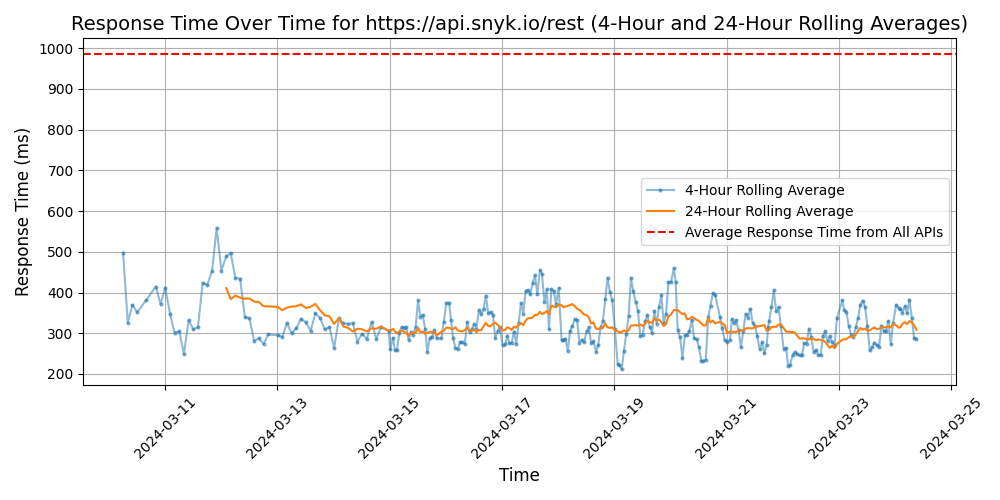 Response Time Over Time for https://api.snyk.io/rest (4-Hour and 24-Hour Rolling Averages)
Response Time (ms)
1000
900
800
700
600
500
400
300
200
4-Hour Rolling Average
24-Hour Rolling Average
Average Response Time from All APIs
2024-03-11
2024-03-13
2024-03-15
2024-03-17
2024-03-19
2024-03-21
2024-03-23
2024-03-25
Time